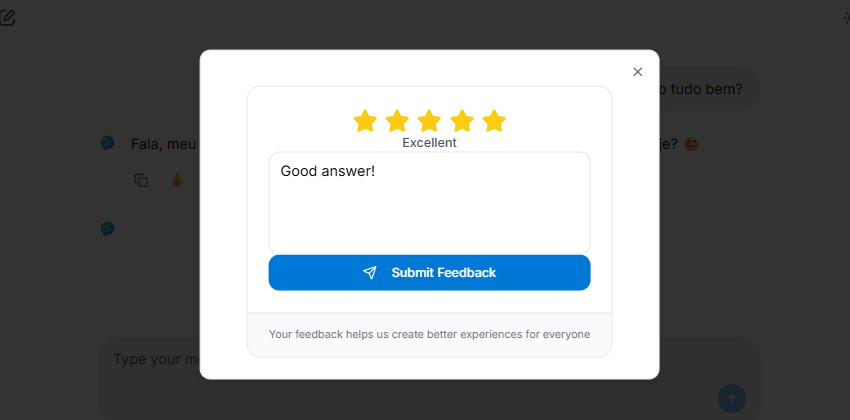 o tudo bem?
Fala, meu
je? 😊
Excellent
Good answer!
Submit Feedback
Your feedback helps us create better experiences for everyone
Type your m